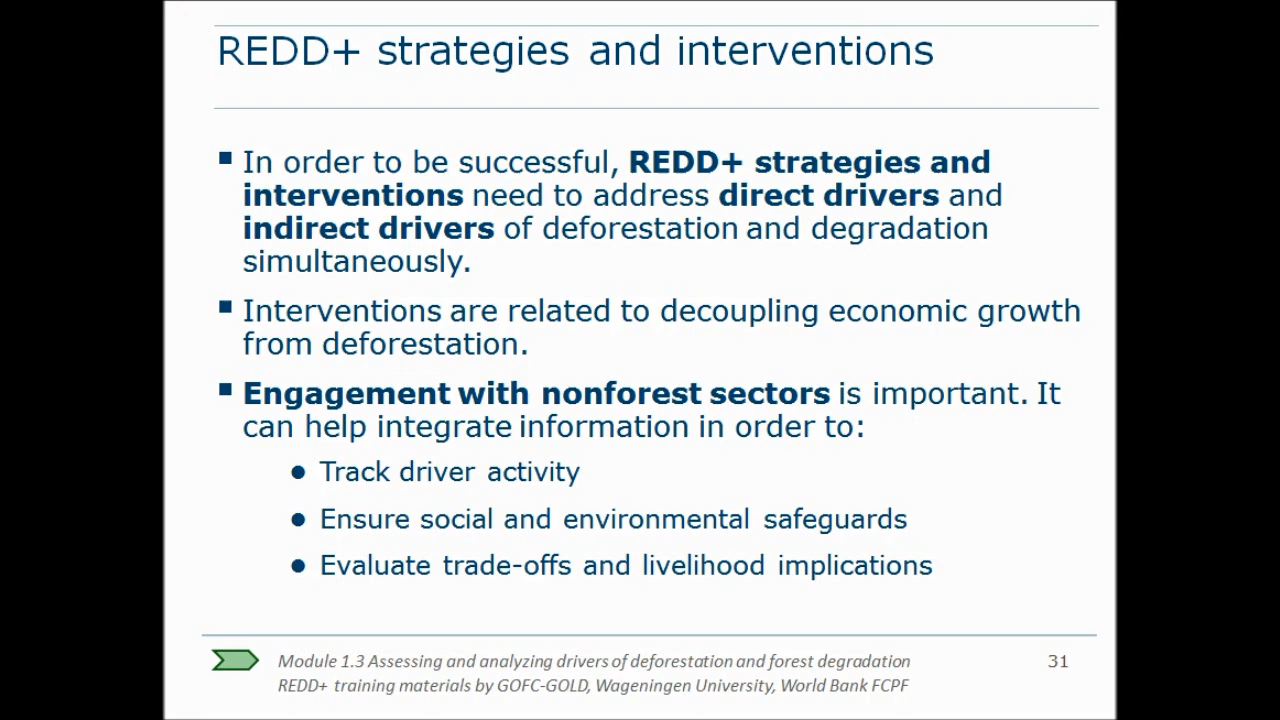 REDD+ strategies and interventions
In order to be successful, REDD+ strategies and
interventions need to address direct drivers and
indirect drivers of deforestation and degradation
simultaneously.
Interventions are related to decoupling economic growth
from deforestation.
Engagement with nonforest sectors is important. It
can help integrate information in order to:
Track driver activity
Ensure social and environmental safeguards
Evaluate trade-offs and livelihood implications
Module 1.3 Assessing and analyzing drivers of deforestation and forest degradation
REDD+ training materials by GOFC-GOLD, Wageningen University, World Bank FCPF
31